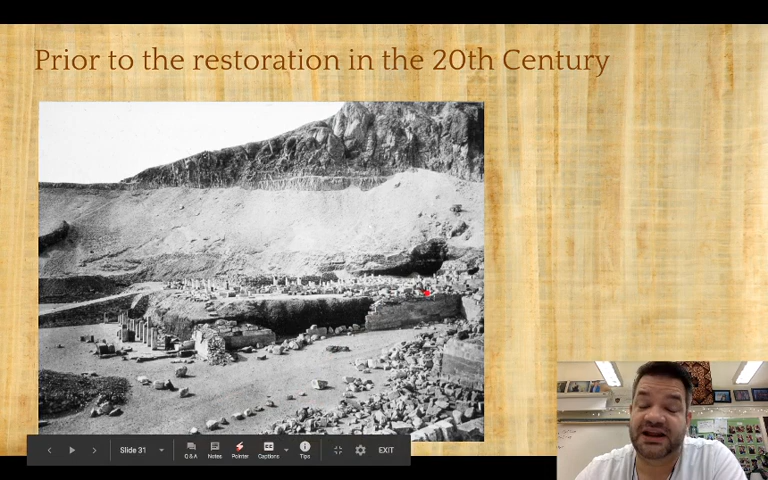 Prior to the restoration in the 20th Century
Slide 31
Q&A
Notes
Pointer
Captions
Tips
EXIT